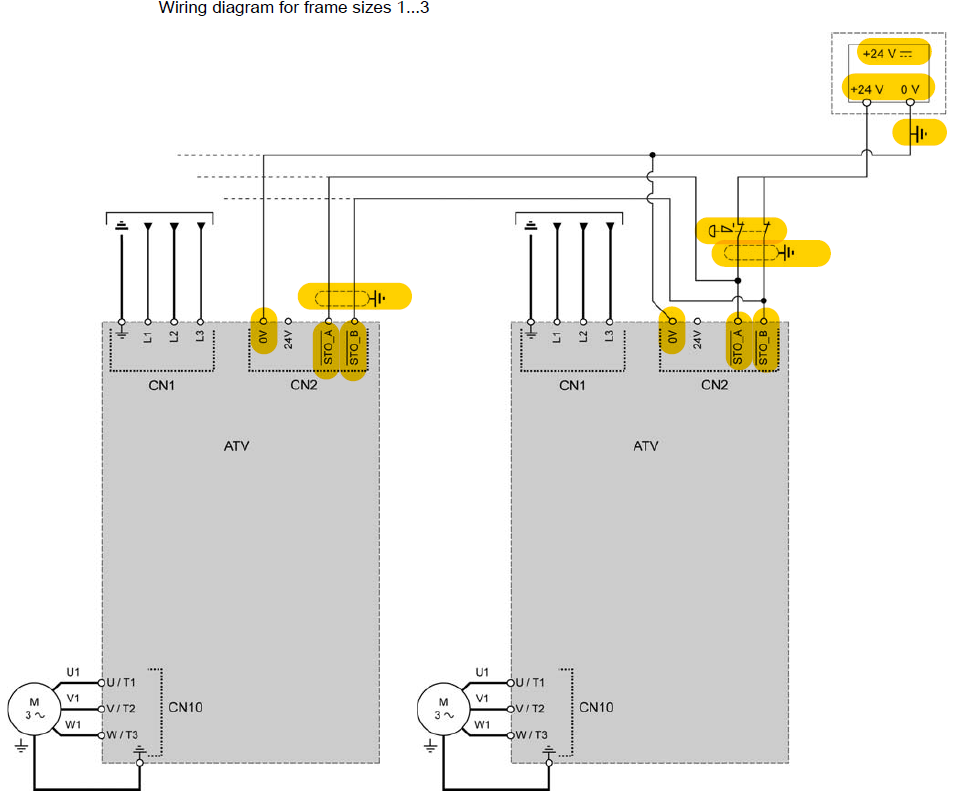 Wiring diagram for frame sizes 1...3
+24 V
+24 V 0 V
L1 L2 L3 0V 24V STO_A STO_B
CN1 CN2
ATV
U1 U / T1
V1 V / T2
W1 W / T3
M
3 ~
CN10
L1 L2 L3 0V 24V STO_A STO_B
CN1 CN2
ATV
U1 U / T1
V1 V / T2
W1 W / T3
M
3 ~
CN10